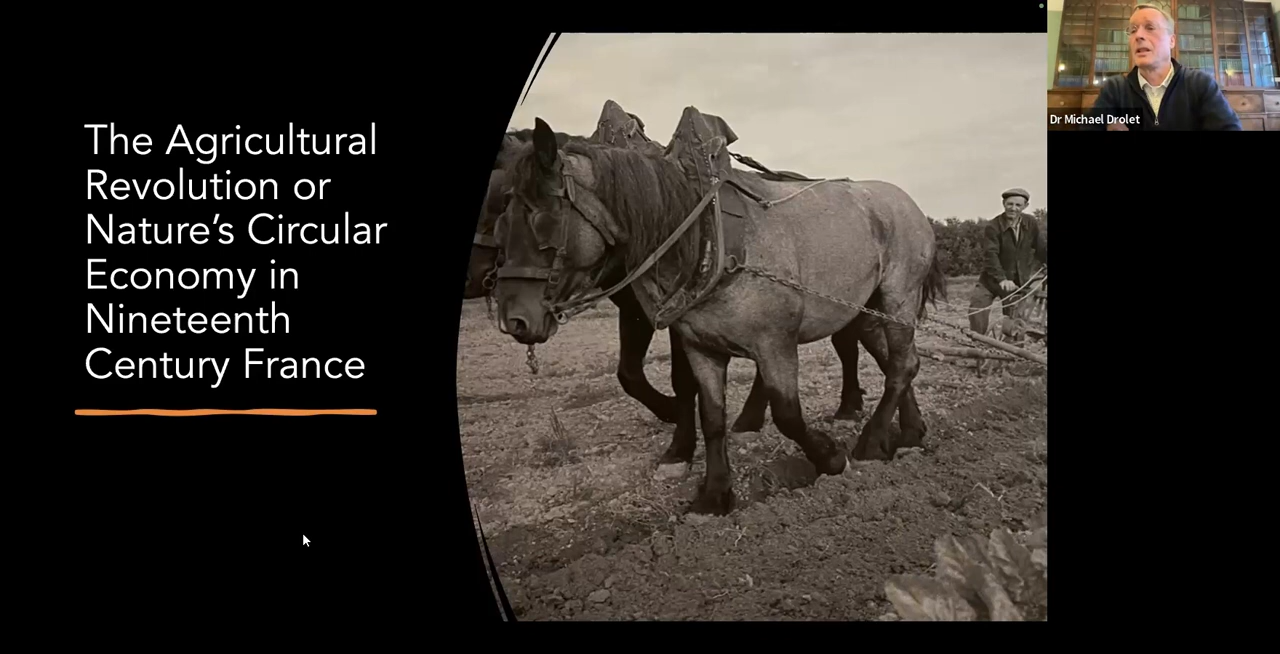 The Agricultural
Revolution or
Nature’s Circular
Economy in
Nineteenth
Century France
Dr Michael Drolet